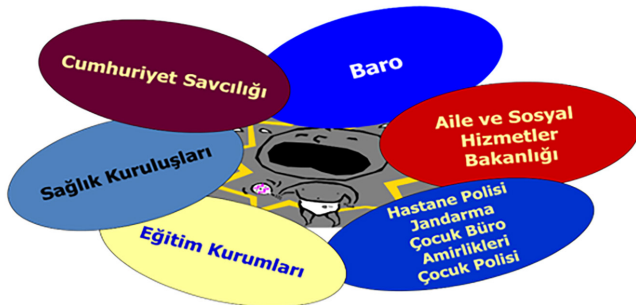 Cumhuriyet Savcılığı
Baro
Aile ve Sosyal
Hizmetler
Bakanlığı
Sağlık Kuruluşları
Hastane Polisi
Jandarma
Çocuk Büro
Amirlikleri
Çocuk Polisi
Eğitim Kurumları